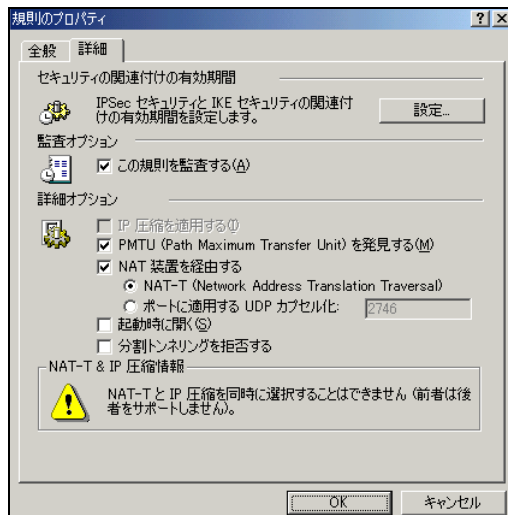 規則のプロパティ
全般 詳細
セキュリティの関連付けの有効期間
IPSec セキュリティと IKE セキュリティの関連付
けの有効期間を設定します。
設定...
監査オプション
この規則を監査する(A)
詳細オプション
IP 圧縮を適用する(I)
PMTU (Path Maximum Transfer Unit) を発見する(M)
NAT 装置を経由する
NAT-T (Network Address Translation Traversal)
ポートに適用する UDP カプセル化: 2746
起動時に開く(S)
分割トンネリングを拒否する
NAT-T & IP 圧縮情報
NAT-Tと IP 圧縮を同時に選択することはできません (前者は後
者をサポートしません)。
OK キャンセル